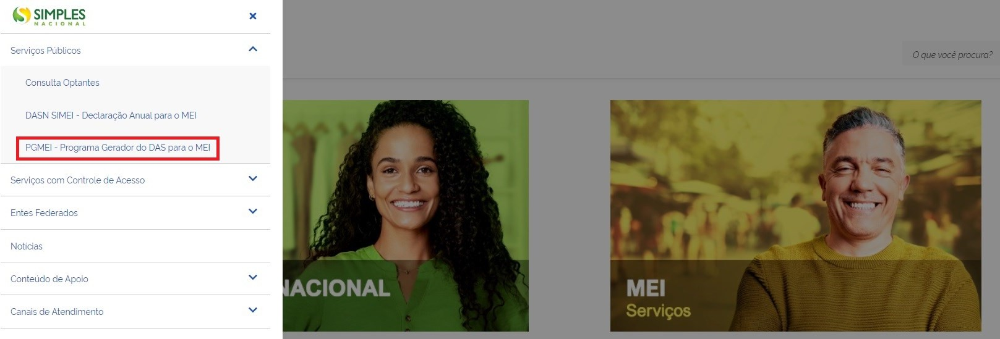 SIMPLES
NACIONAL
Serviços Públicos
Consulta Optantes
DASN SIMEI - Declaração Anual para o MEI
PGMEI - Programa Gerador do DAS para o MEI
Serviços com Controle de Acesso
Entes Federados
Notícias
Conteúdo de Apoio
Canais de Atendimento
O que você procura?
NACIONAL
MEI
Serviços